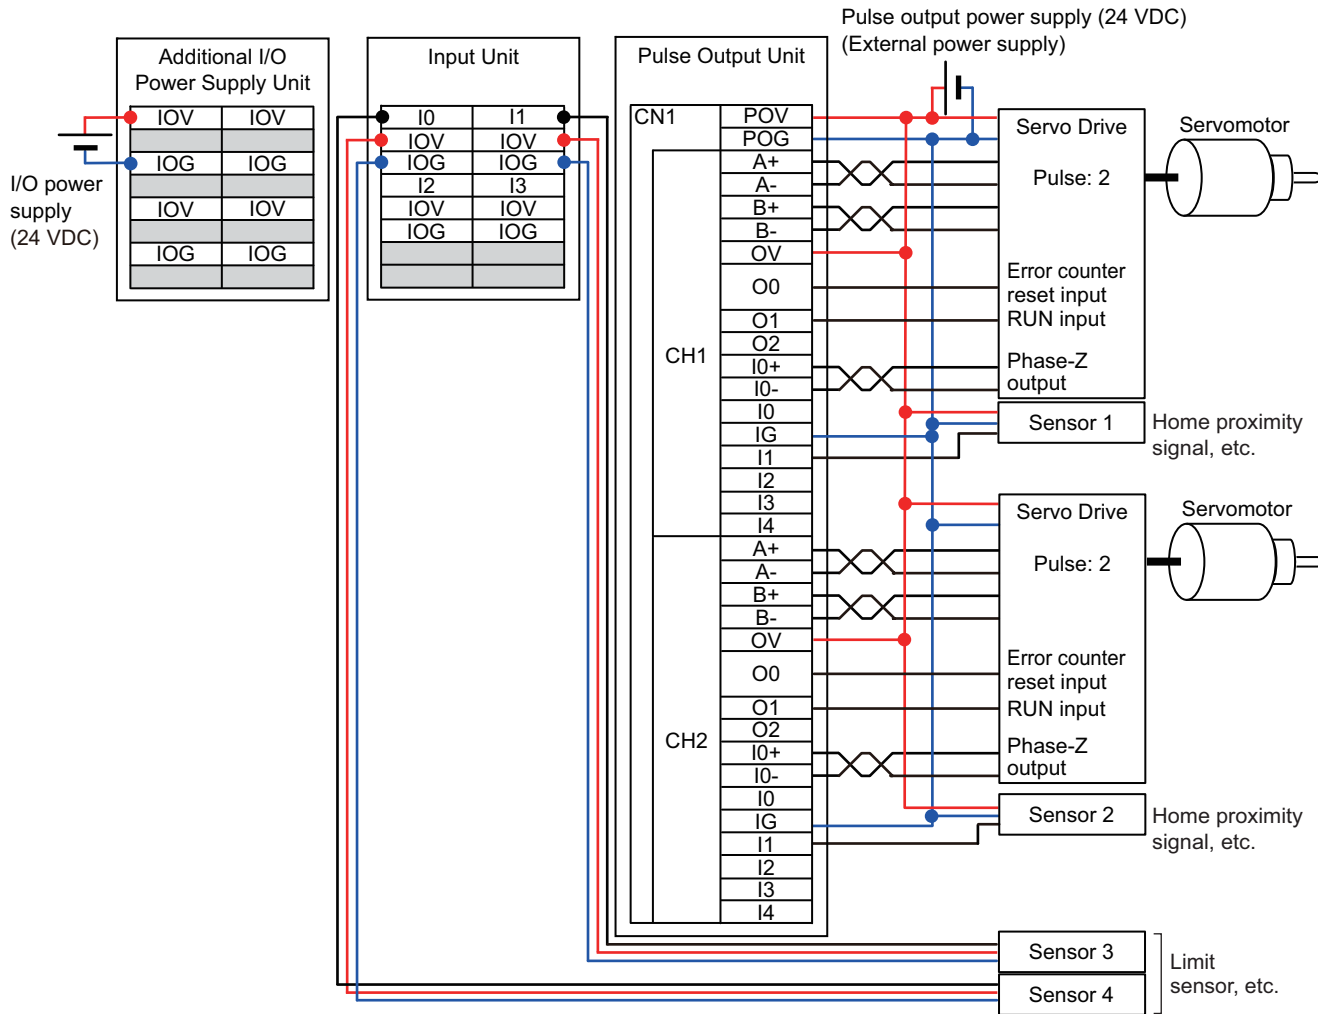 Pulse output power supply (24 VDC)
(External power supply)
Additional I/O
Power Supply Unit
IOV IOV
IOG IOG
IOV IOV
IOG IOG
I/O power
supply
(24 VDC)
Input Unit
I0 I1
IOV IOV
IOG IOG
I2 I3
IOV IOV
IOG IOG
Pulse Output Unit
CN1
POV
POG
CH1
A+
A-
B+
B-
OV
O0
O1
O2
I0+
I0-
I0
IG
I1
I2
I3
I4
CH2
A+
A-
B+
B-
OV
O0
O1
O2
I0+
I0-
I0
IG
I1
I2
I3
I4
Servo Drive
Pulse: 2
Error counter
reset input
RUN input
Phase-Z
output
Servomotor
Sensor 1
Home proximity
signal, etc.
Servo Drive
Pulse: 2
Error counter
reset input
RUN input
Phase-Z
output
Servomotor
Sensor 2
Home proximity
signal, etc.
Sensor 3
Sensor 4
Limit
sensor, etc.